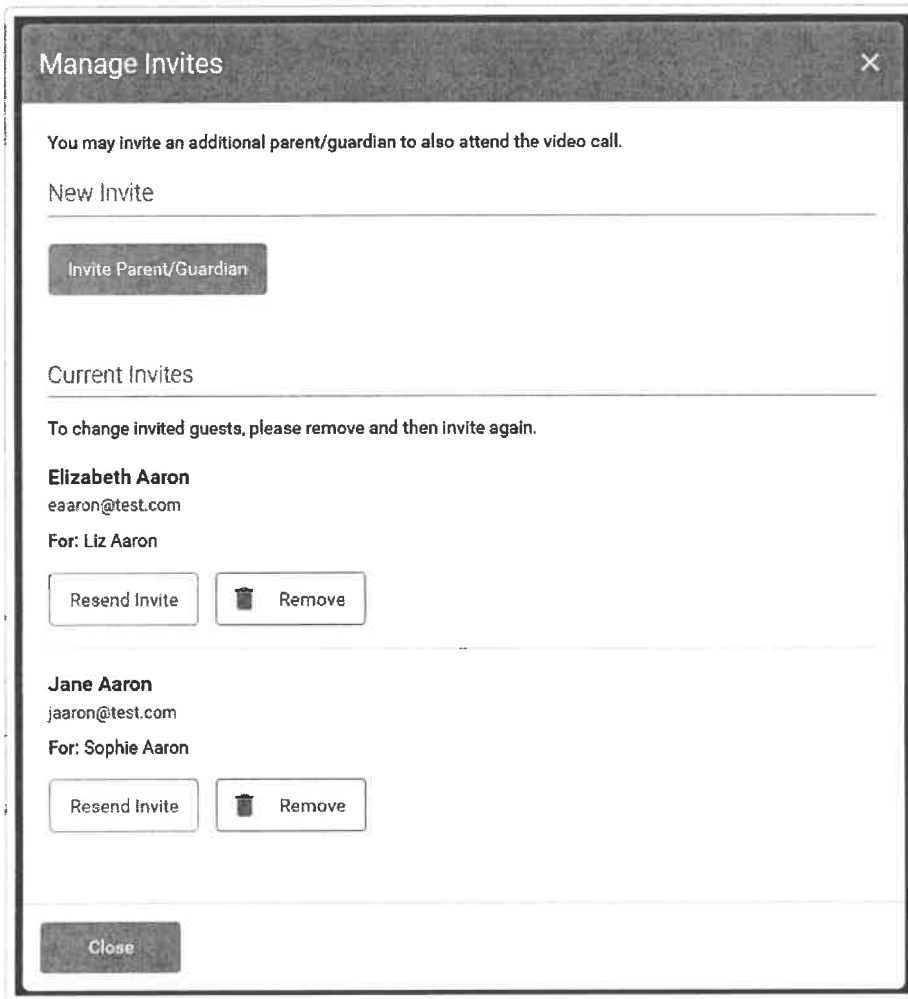 Manage Invites ×
You may invite an additional parent/guardian to also attend the video call.
New Invite
Invite Parent/Guardian
Current Invites
To change invited guests, please remove and then invite again.
Elizabeth Aaron
eaaron@test.com
For: Liz Aaron
Resend Invite Remove
Jane Aaron
jaaron@test.com
For: Sophie Aaron
Resend Invite Remove
Close